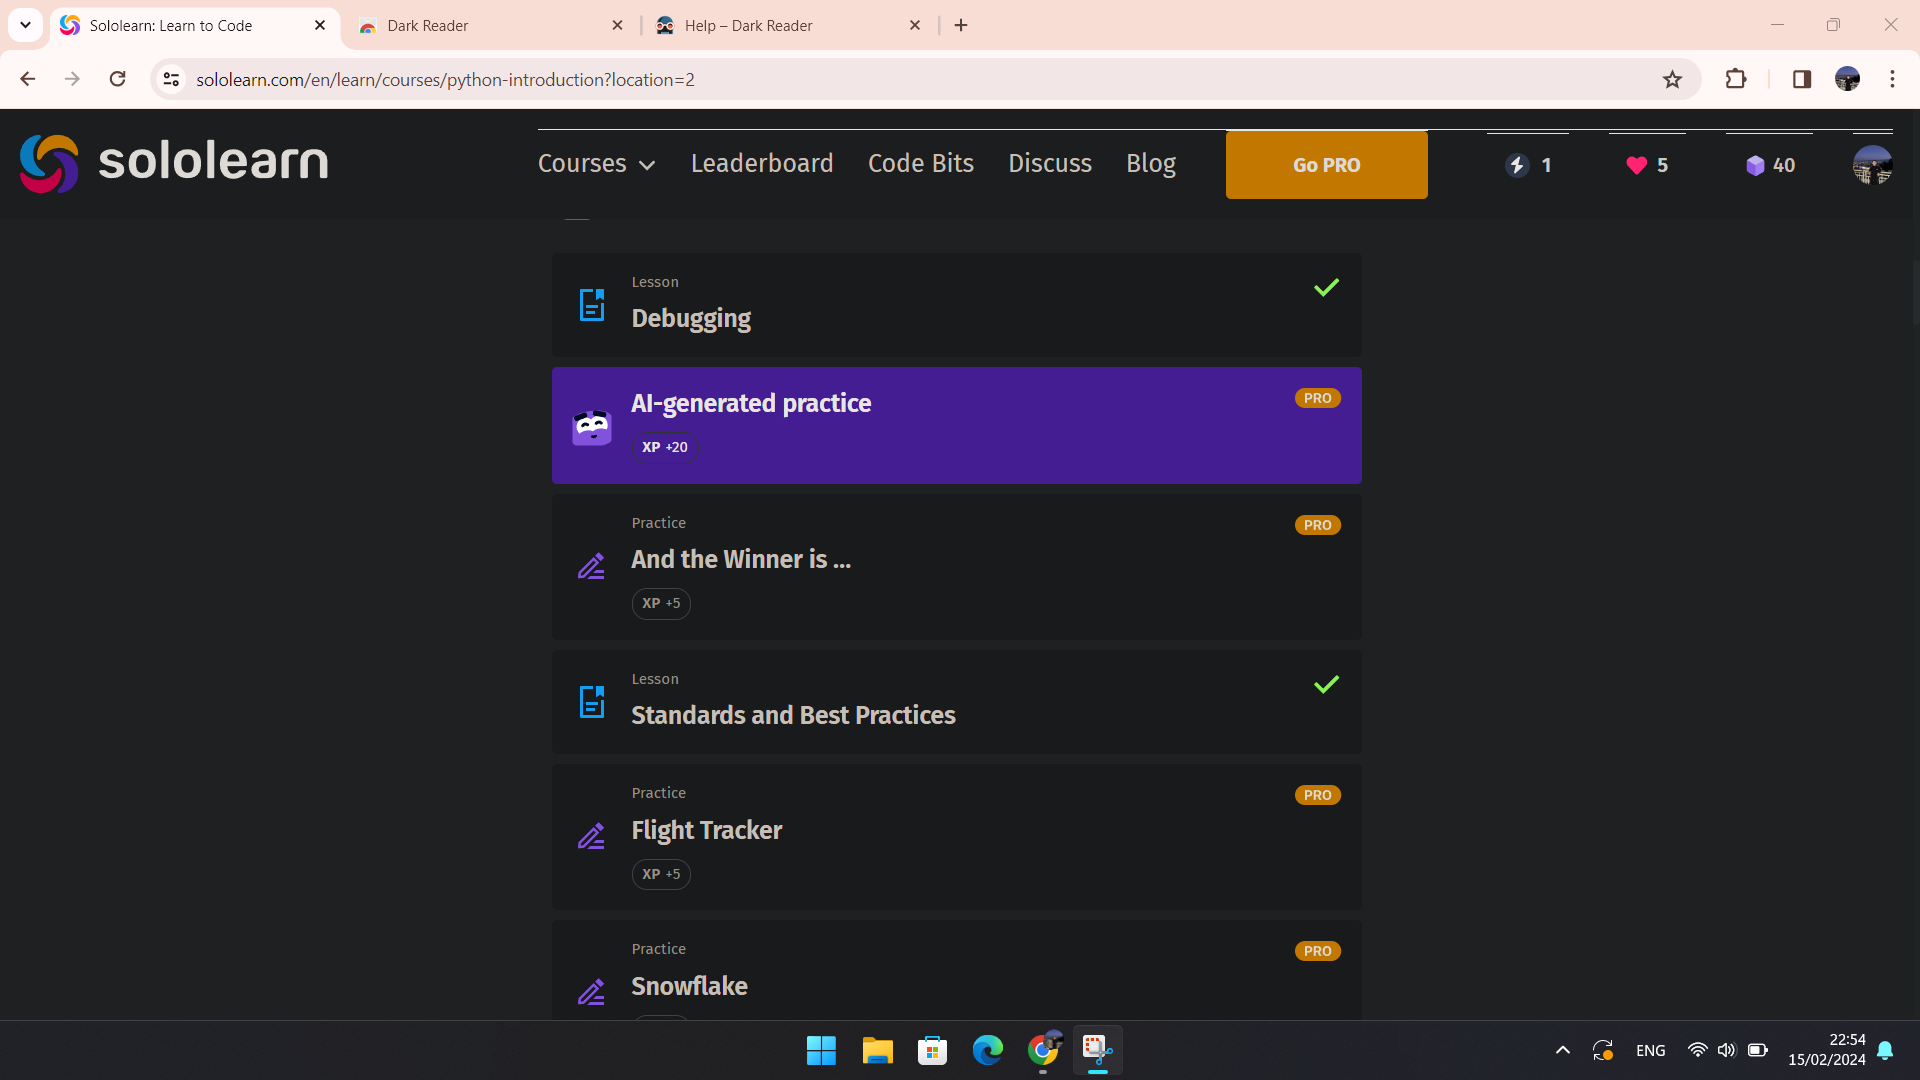 Sololearn: Learn to Code
Dark Reader
Help – Dark Reader
sololearn.com/en/learn/courses/python-introduction?location=2
sololearn
Courses
Leaderboard
Code Bits
Discuss
Blog
Go PRO
1
5
40
Lesson
Debugging
AI-generated practice
PRO
XP +20
Practice
PRO
And the Winner is ...
XP +5
Lesson
Standards and Best Practices
Practice
PRO
Flight Tracker
XP +5
Practice
PRO
Snowflake
ENG
22:54
15/02/2024